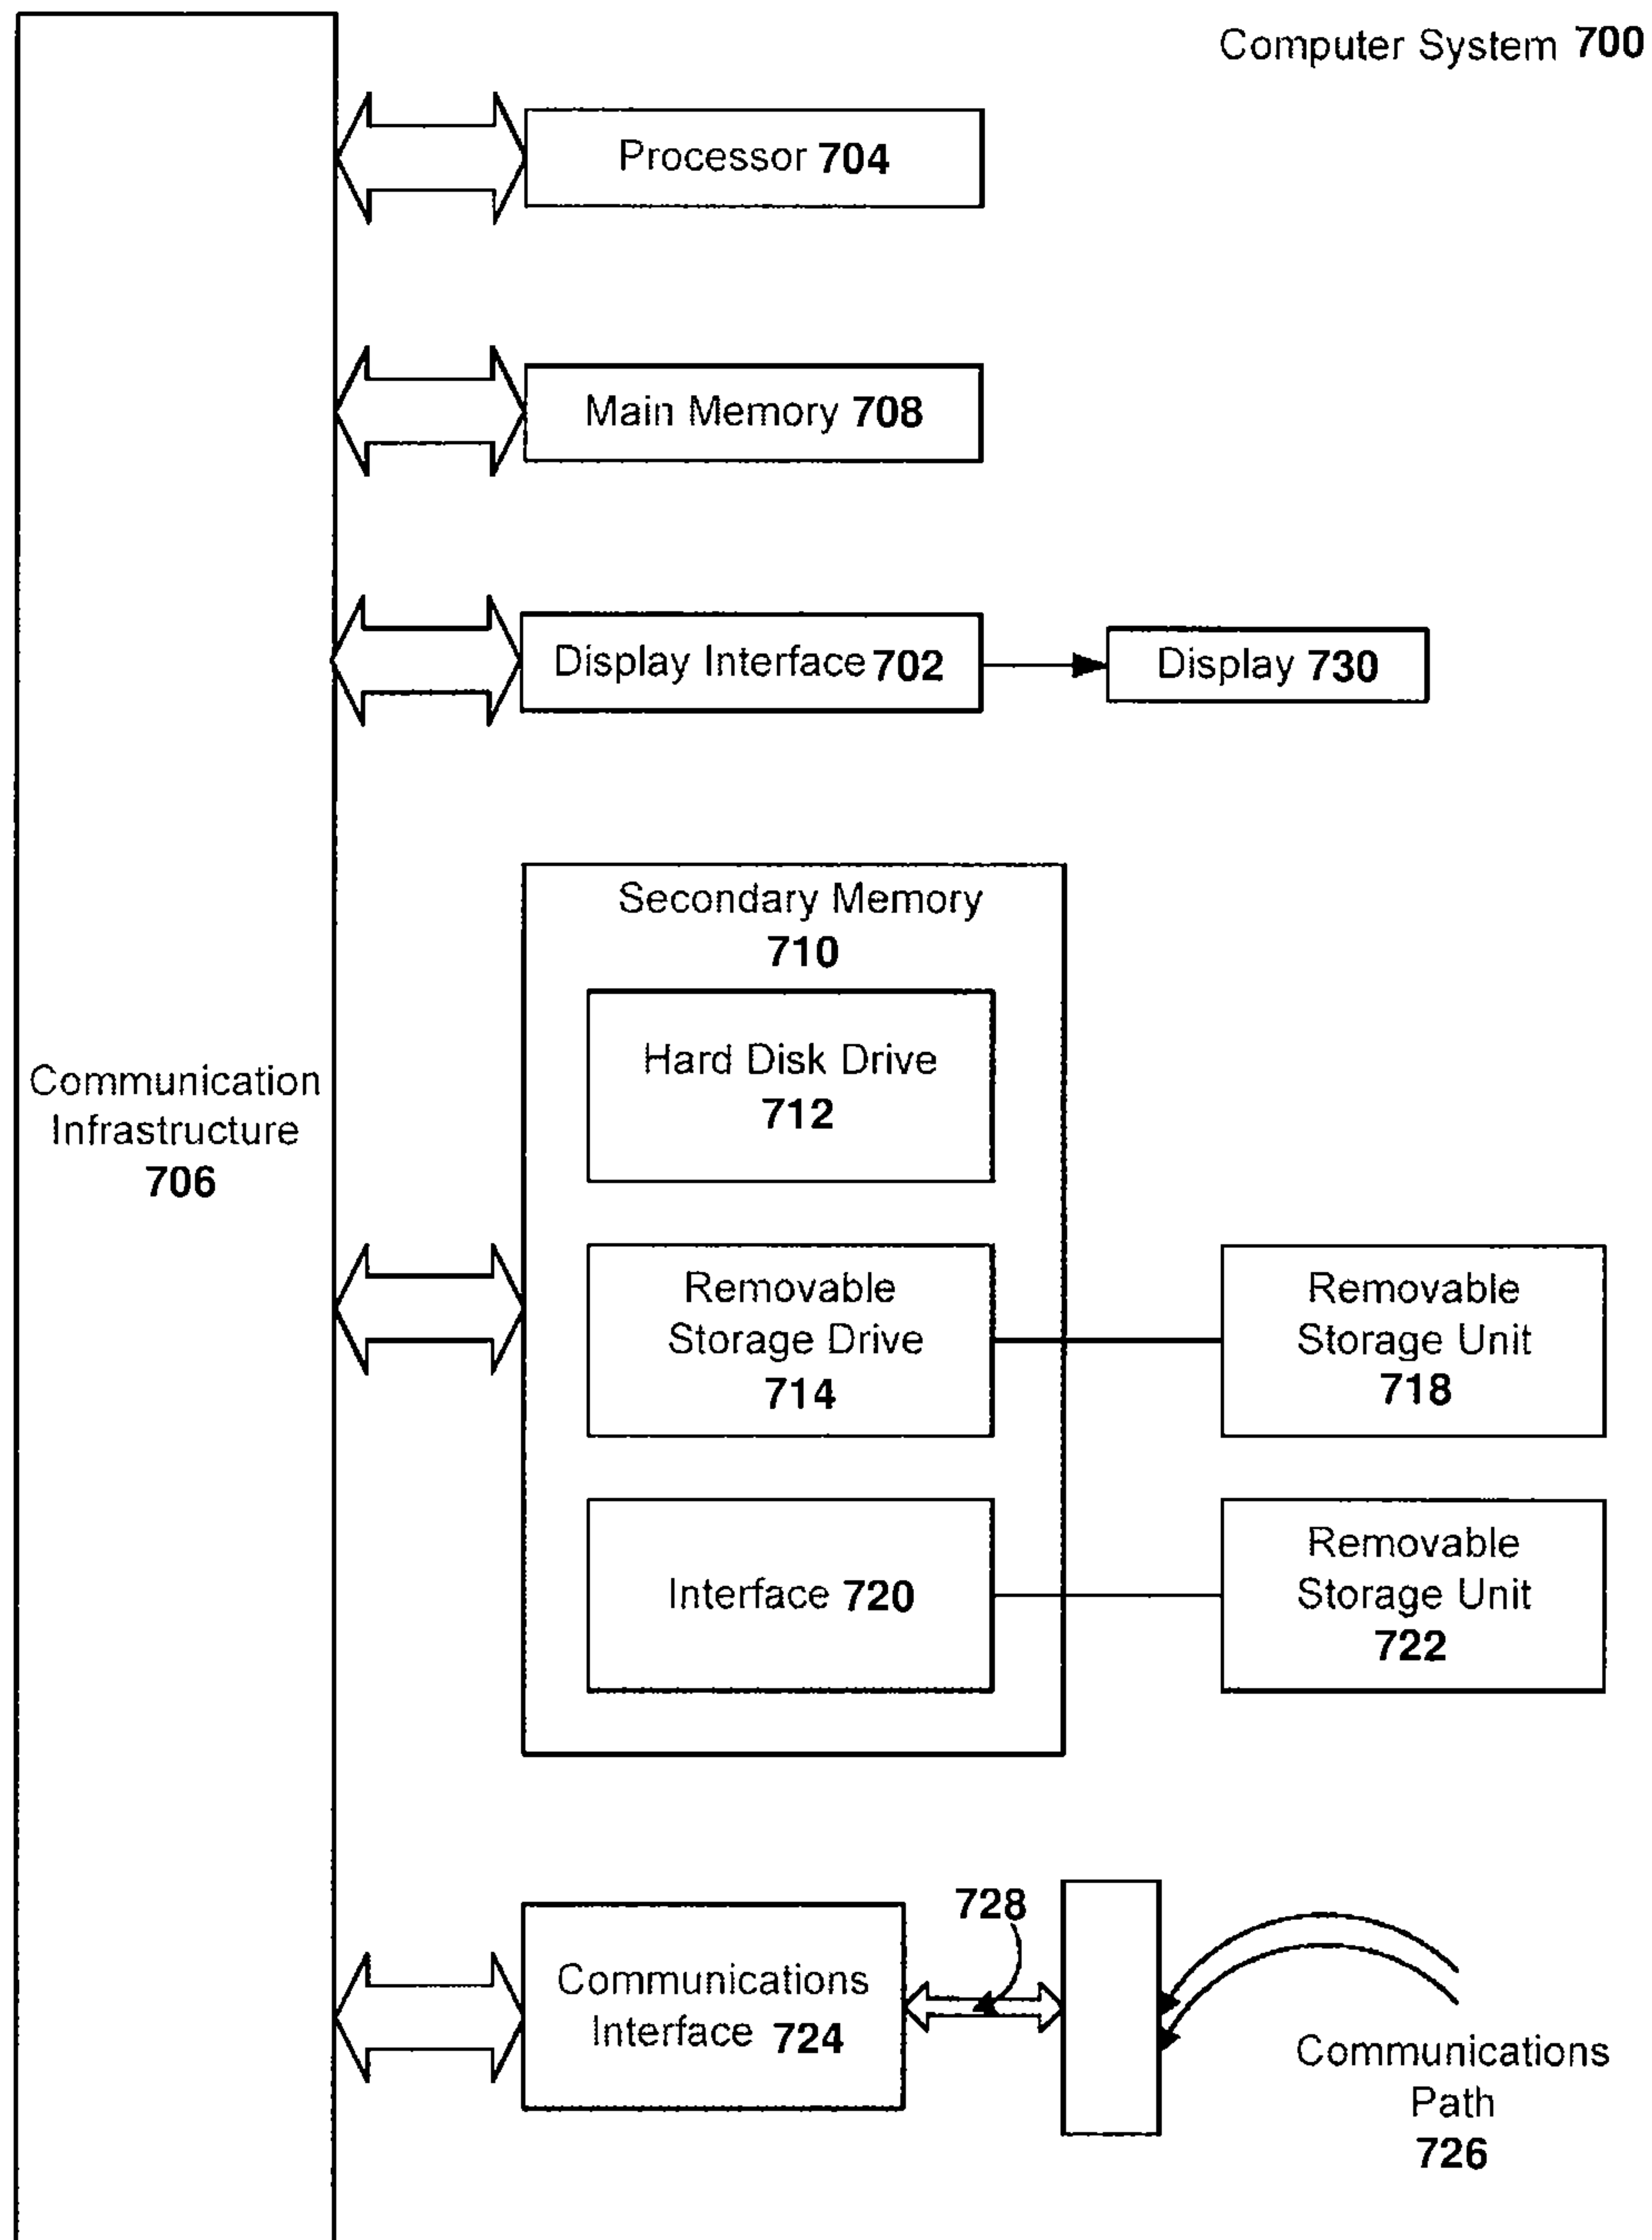 Computer System 700
Processor 704
Main Memory 708
Display Interface 702
Display 730
Secondary Memory
710
Hard Disk Drive
712
Communication
Infrastructure
706
Removable
Storage Drive
714
Removable
Storage Unit
718
Interface 720
Removable
Storage Unit
722
728
Communications
Interface 724
Communications
Path
726